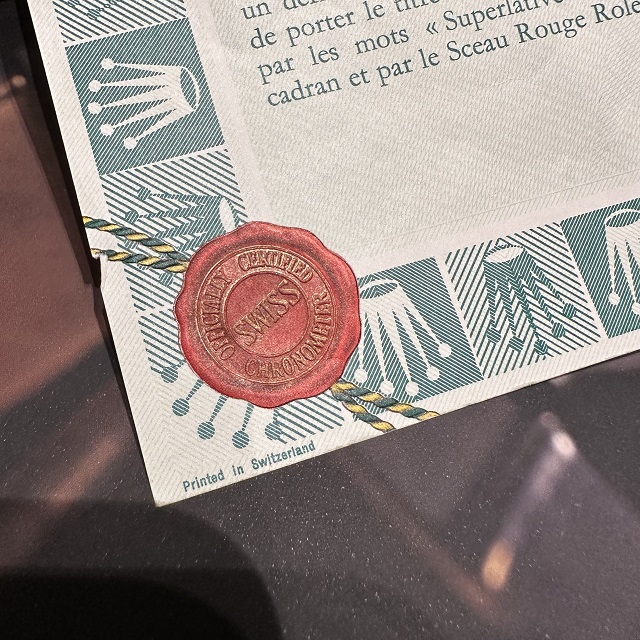 un
de porter le titre
par les mots « Superlative
cadran et par le Sceau Rouge Role
OFFICIALLY CERTIFIED
SWISS
CHRONOMETER
Printed in Switzerland